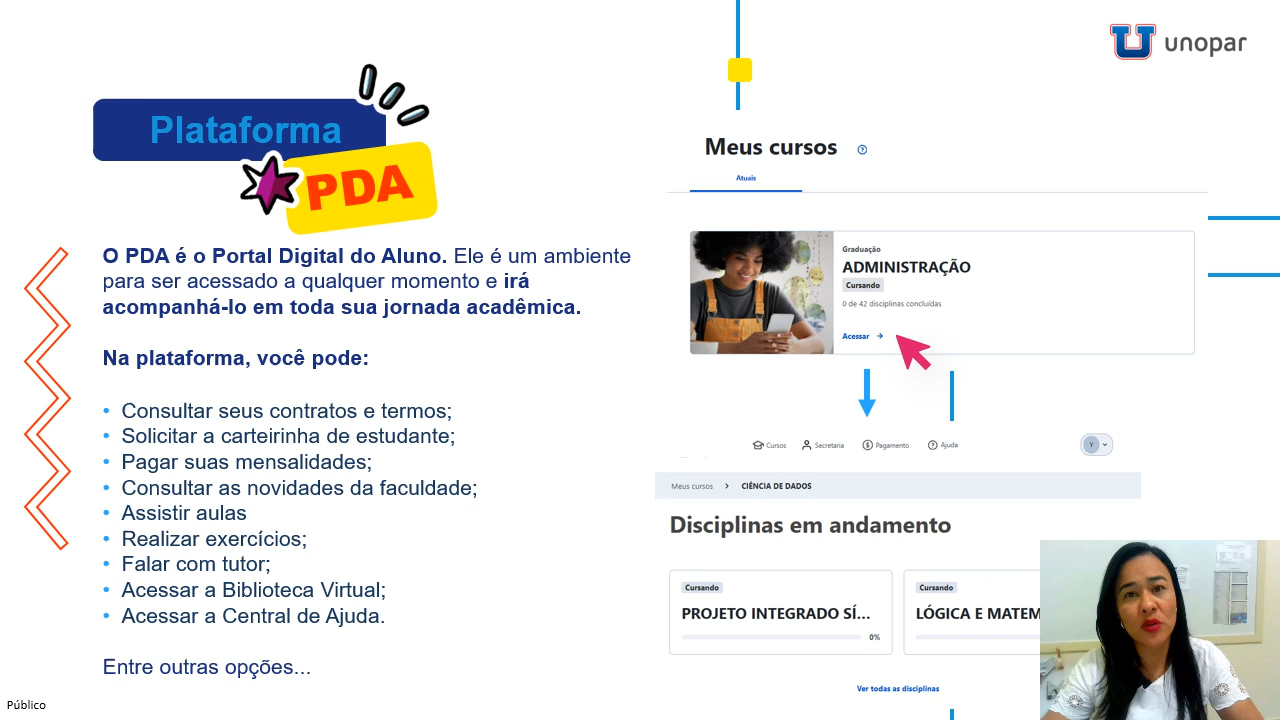 unopar
Plataforma
PDA
O PDA é o Portal Digital do Aluno. Ele é um ambiente
para ser acessado a qualquer momento e irá
acompanhá-lo em toda sua jornada acadêmica.
Na plataforma, você pode:
• Consultar seus contratos e termos;
• Solicitar a carteirinha de estudante;
• Pagar suas mensalidades;
• Consultar as novidades da faculdade;
• Assistir aulas
• Realizar exercícios;
• Falar com tutor;
• Acessar a Biblioteca Virtual;
• Acessar a Central de Ajuda.
Entre outras opções...
Público
Meus cursos
Atuais
Graduação
ADMINISTRAÇÃO
Cursando
0 de 42 disciplinas concluídas
Acessar →
Cursos Secretaria Pagamento Ajuda Y
Meus cursos > CIÊNCIA DE DADOS
Disciplinas em andamento
Cursando
PROJETO INTEGRADO SÍ...
0%
Cursando
LÓGICA E MATEM
Ver todas as disciplinas